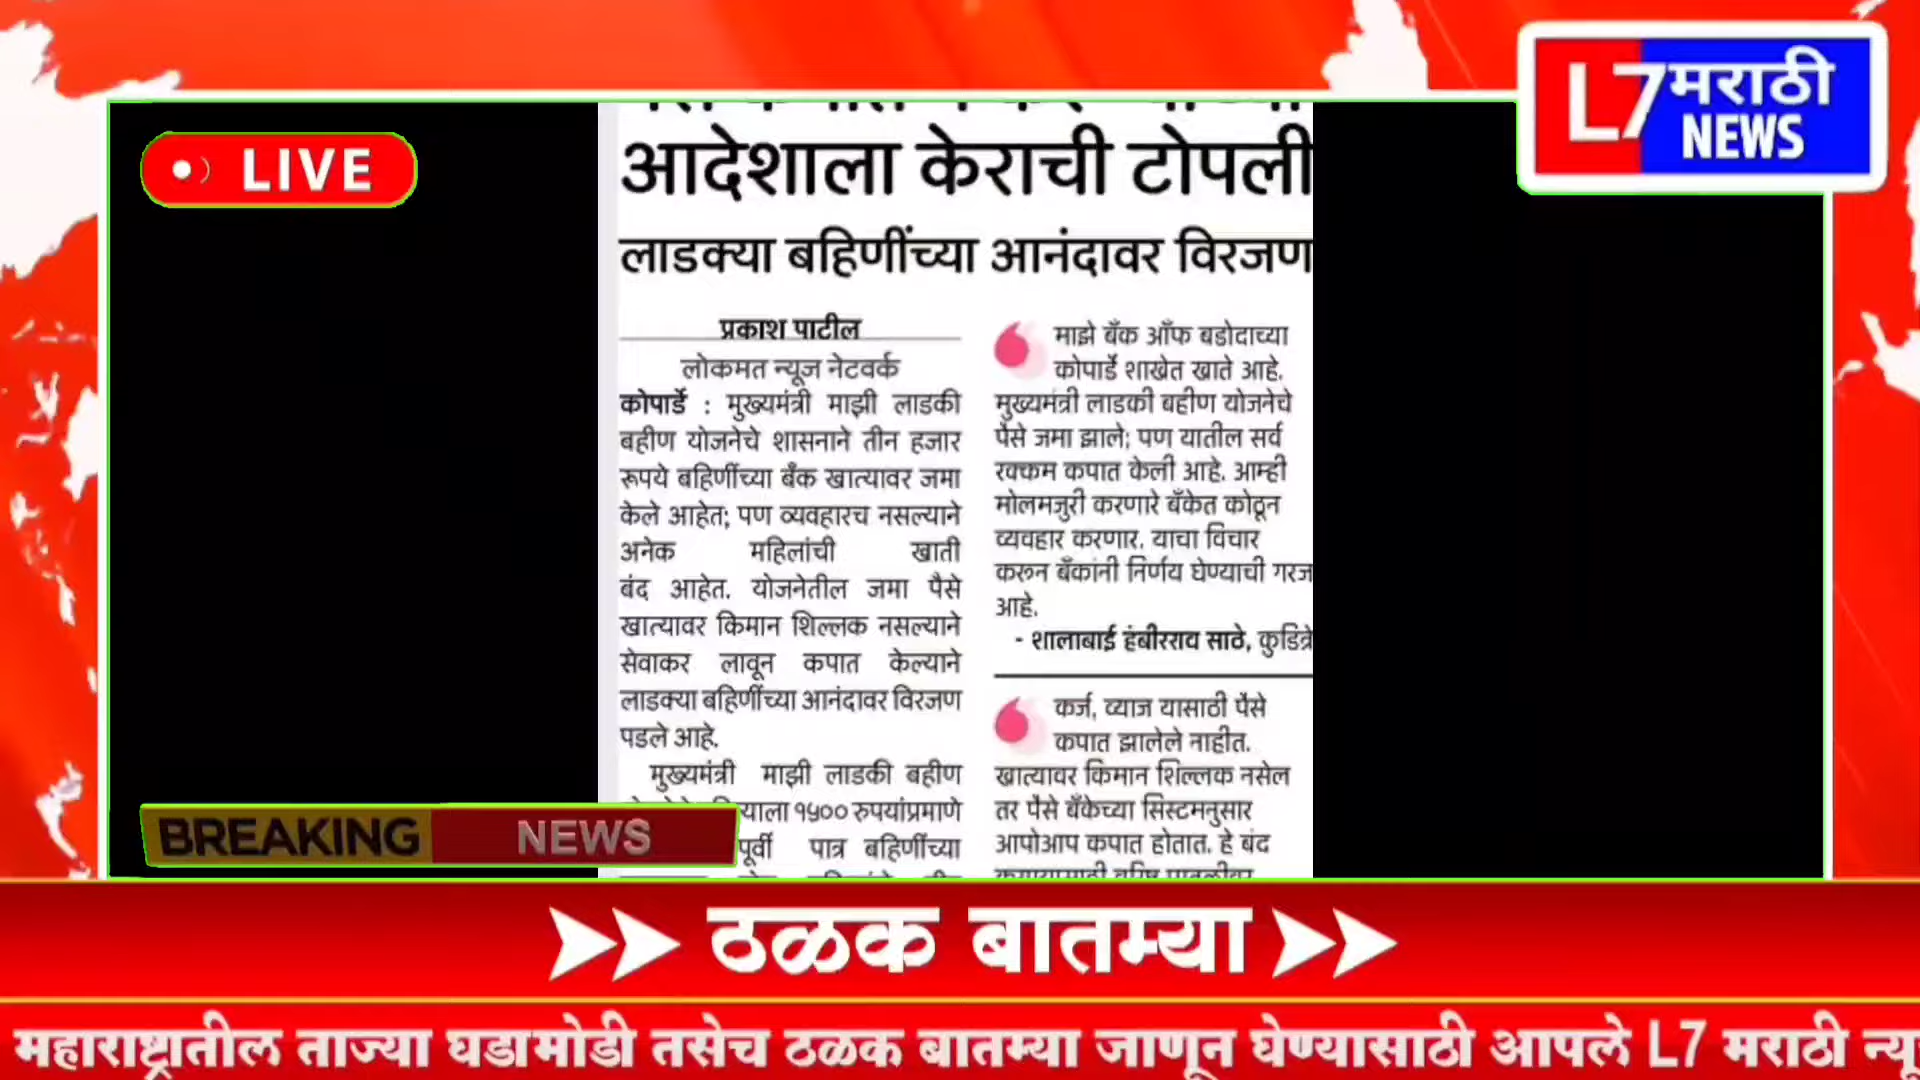 L7 मराठी
NEWS
LIVE
आदेशाला केराची टोपली
लाडक्या बहिणींच्या आनंदावर विरजण
प्रकाश पाटील
लोकमत न्यूज नेटवर्क
कोपार्डे : मुख्यमंत्री माझी लाडकी
बहीण योजनेचे शासनाने तीन हजार
रूपये बहिणींच्या बँक खात्यावर जमा
केले आहेत; पण व्यवहारच नसल्याने
अनेक महिलांची खाती
बंद आहेत. योजनेतील जमा पैसे
खात्यावर किमान शिल्लक नसल्याने
सेवाकर लावून कपात केल्याने
लाडक्या बहिणींच्या आनंदावर विरजण
पडले आहे.
मुख्यमंत्री माझी लाडकी बहीण
१५०० रुपयांप्रमाणे
पात्र बहिणींच्या
माझे बँक ऑफ बडोदाच्या
कोपार्डे शाखेत खाते आहे.
मुख्यमंत्री लाडकी बहीण योजनेचे
पैसे जमा झाले; पण यातील सर्व
रक्कम कपात केली आहे. आम्ही
मोलमजुरी करणारे बँकेत कोठून
व्यवहार करणार. याचा विचार
करून बँकांनी निर्णय घेण्याची गरज
आहे.
- शालाबाई हंबीरराव साठे, कुडित्रे
कर्ज, व्याज यासाठी पैसे
कपात झालेले नाहीत.
खात्यावर किमान शिल्लक नसेल
तर पैसे बँकेच्या सिस्टमनुसार
आपोआप कपात होतात. हे बंद
BREAKING NEWS
ठळक बातम्या
महाराष्ट्रातील ताज्या घडामोडी तसेच ठळक बातम्या जाणून घेण्यासाठी आपले L7 मराठी